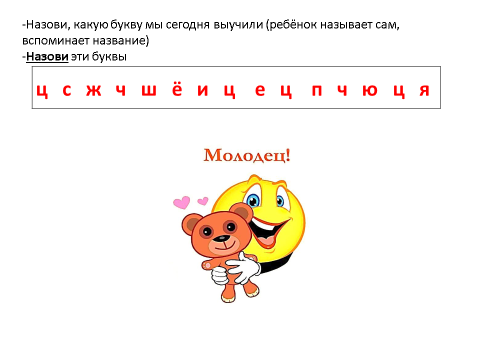 -Назови, какую букву мы сегодня выучили (ребёнок называет сам,
вспоминает название)
-Назови эти буквы
ц с ж ч ш ё и ц е ц п ч ю ц я
Молодец!